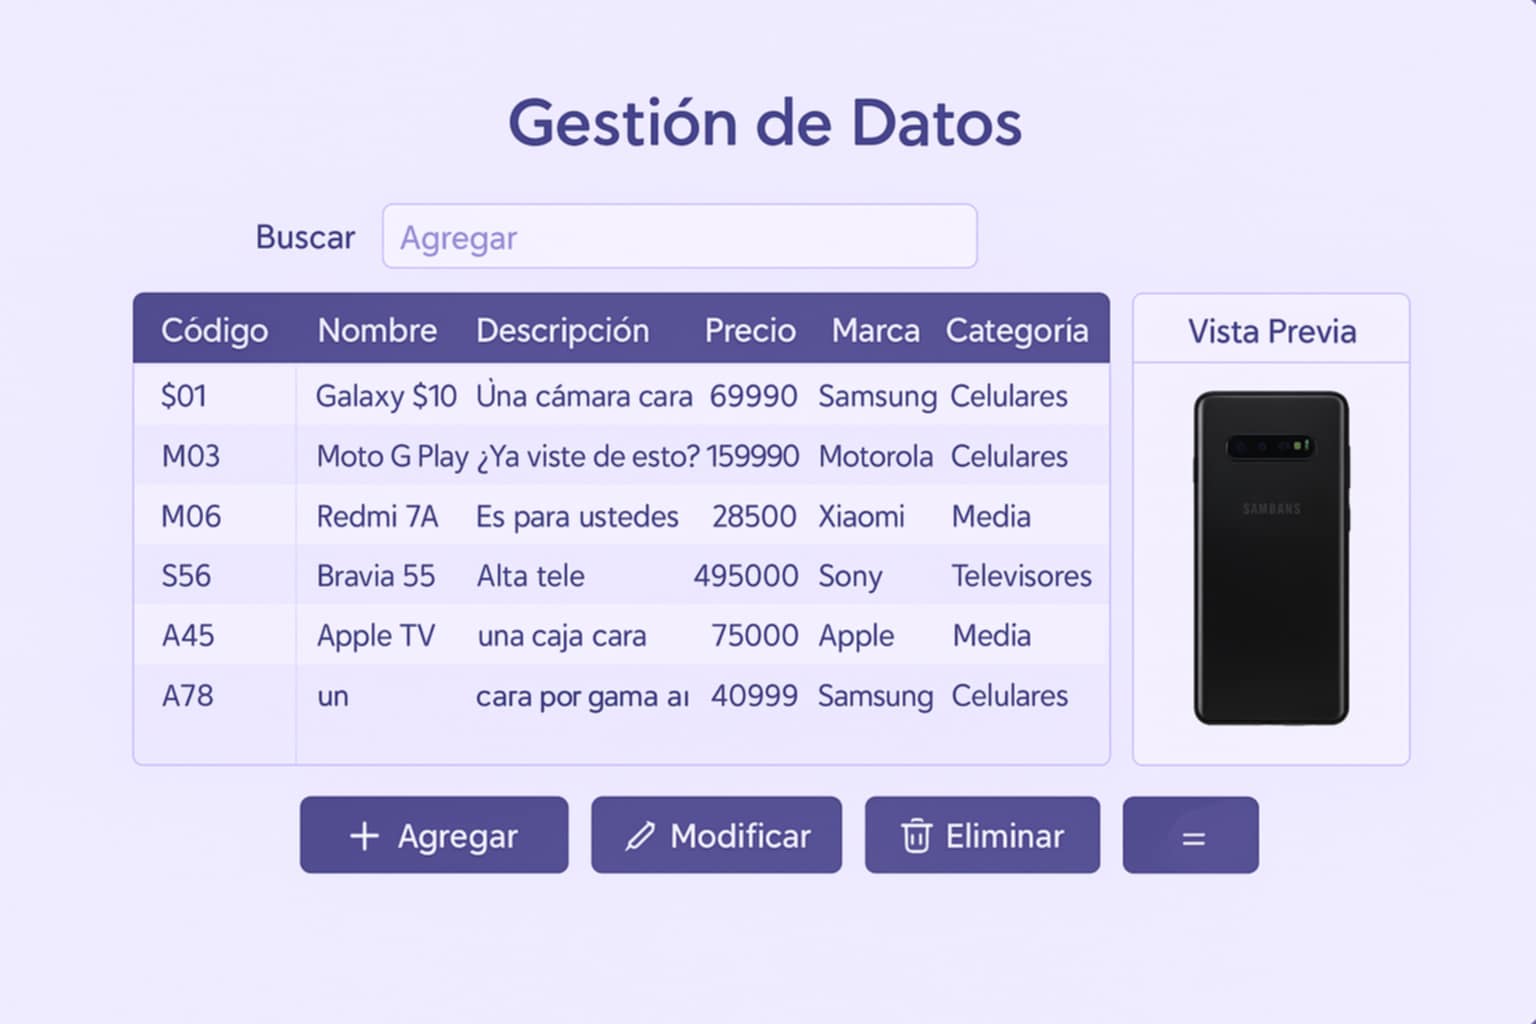 Gestión de Datos
Buscar Agregar
Código Nombre Descripción Precio Marca Categoría Vista Previa
$01 Galaxy $10 Úna cámara cara 69990 Samsung Celulares
M03 Moto G Play ¿Ya viste de esto? 159990 Motorola Celulares
M06 Redmi 7A Es para ustedes 28500 Xiaomi Media
SAMBANS
S56 Bravia 55 Alta tele 495000 Sony Televisores
A45 Apple TV una caja cara 75000 Apple Media
A78 un cara por gama aı 40999 Samsung Celulares
+ Agregar Modificar Eliminar =